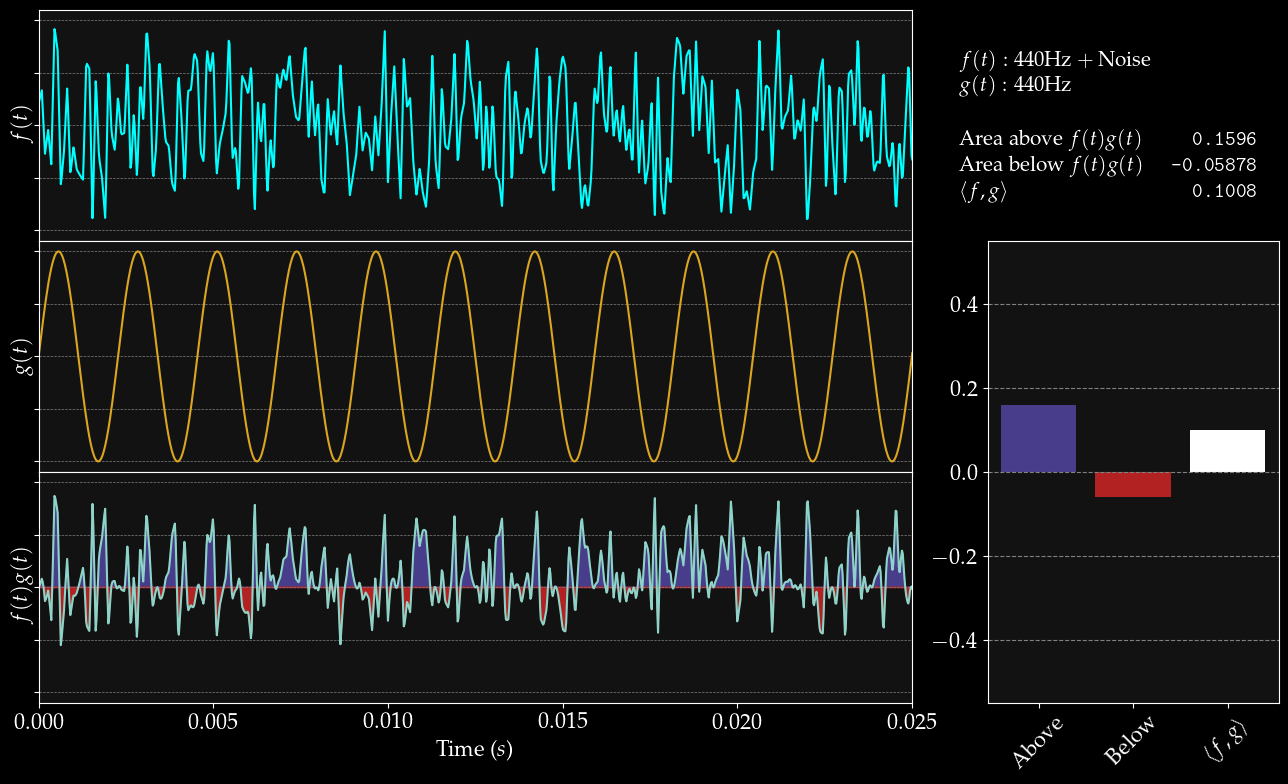 f(t)
g(t)
f(t)g(t)
0.000 0.005 0.010 0.015 0.020 0.025
Time (s)
f(t) : 440Hz + Noise
g(t) : 440Hz
Area above f(t)g(t) 0.1596
Area below f(t)g(t) −0.05878
⟨f, g⟩ 0.1008
0.4
0.2
0.0
−0.2
−0.4
Above Below ⟨f, g⟩